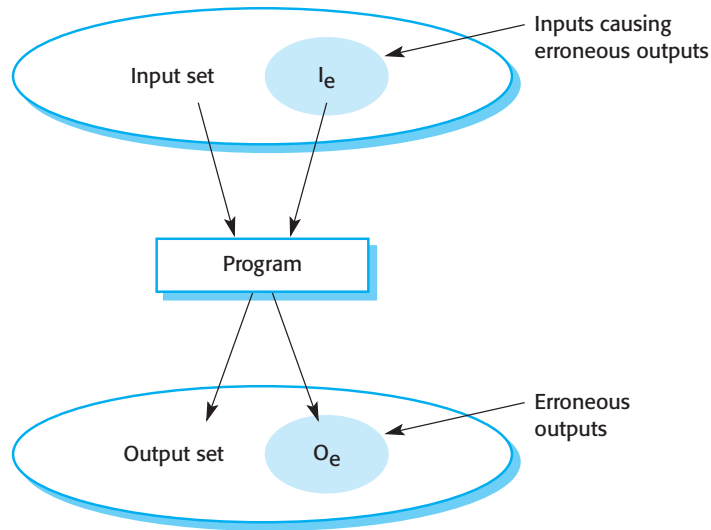 Inputs causing
erroneous outputs
Input set
Ie
Program
Erroneous
outputs
Output set
Oe